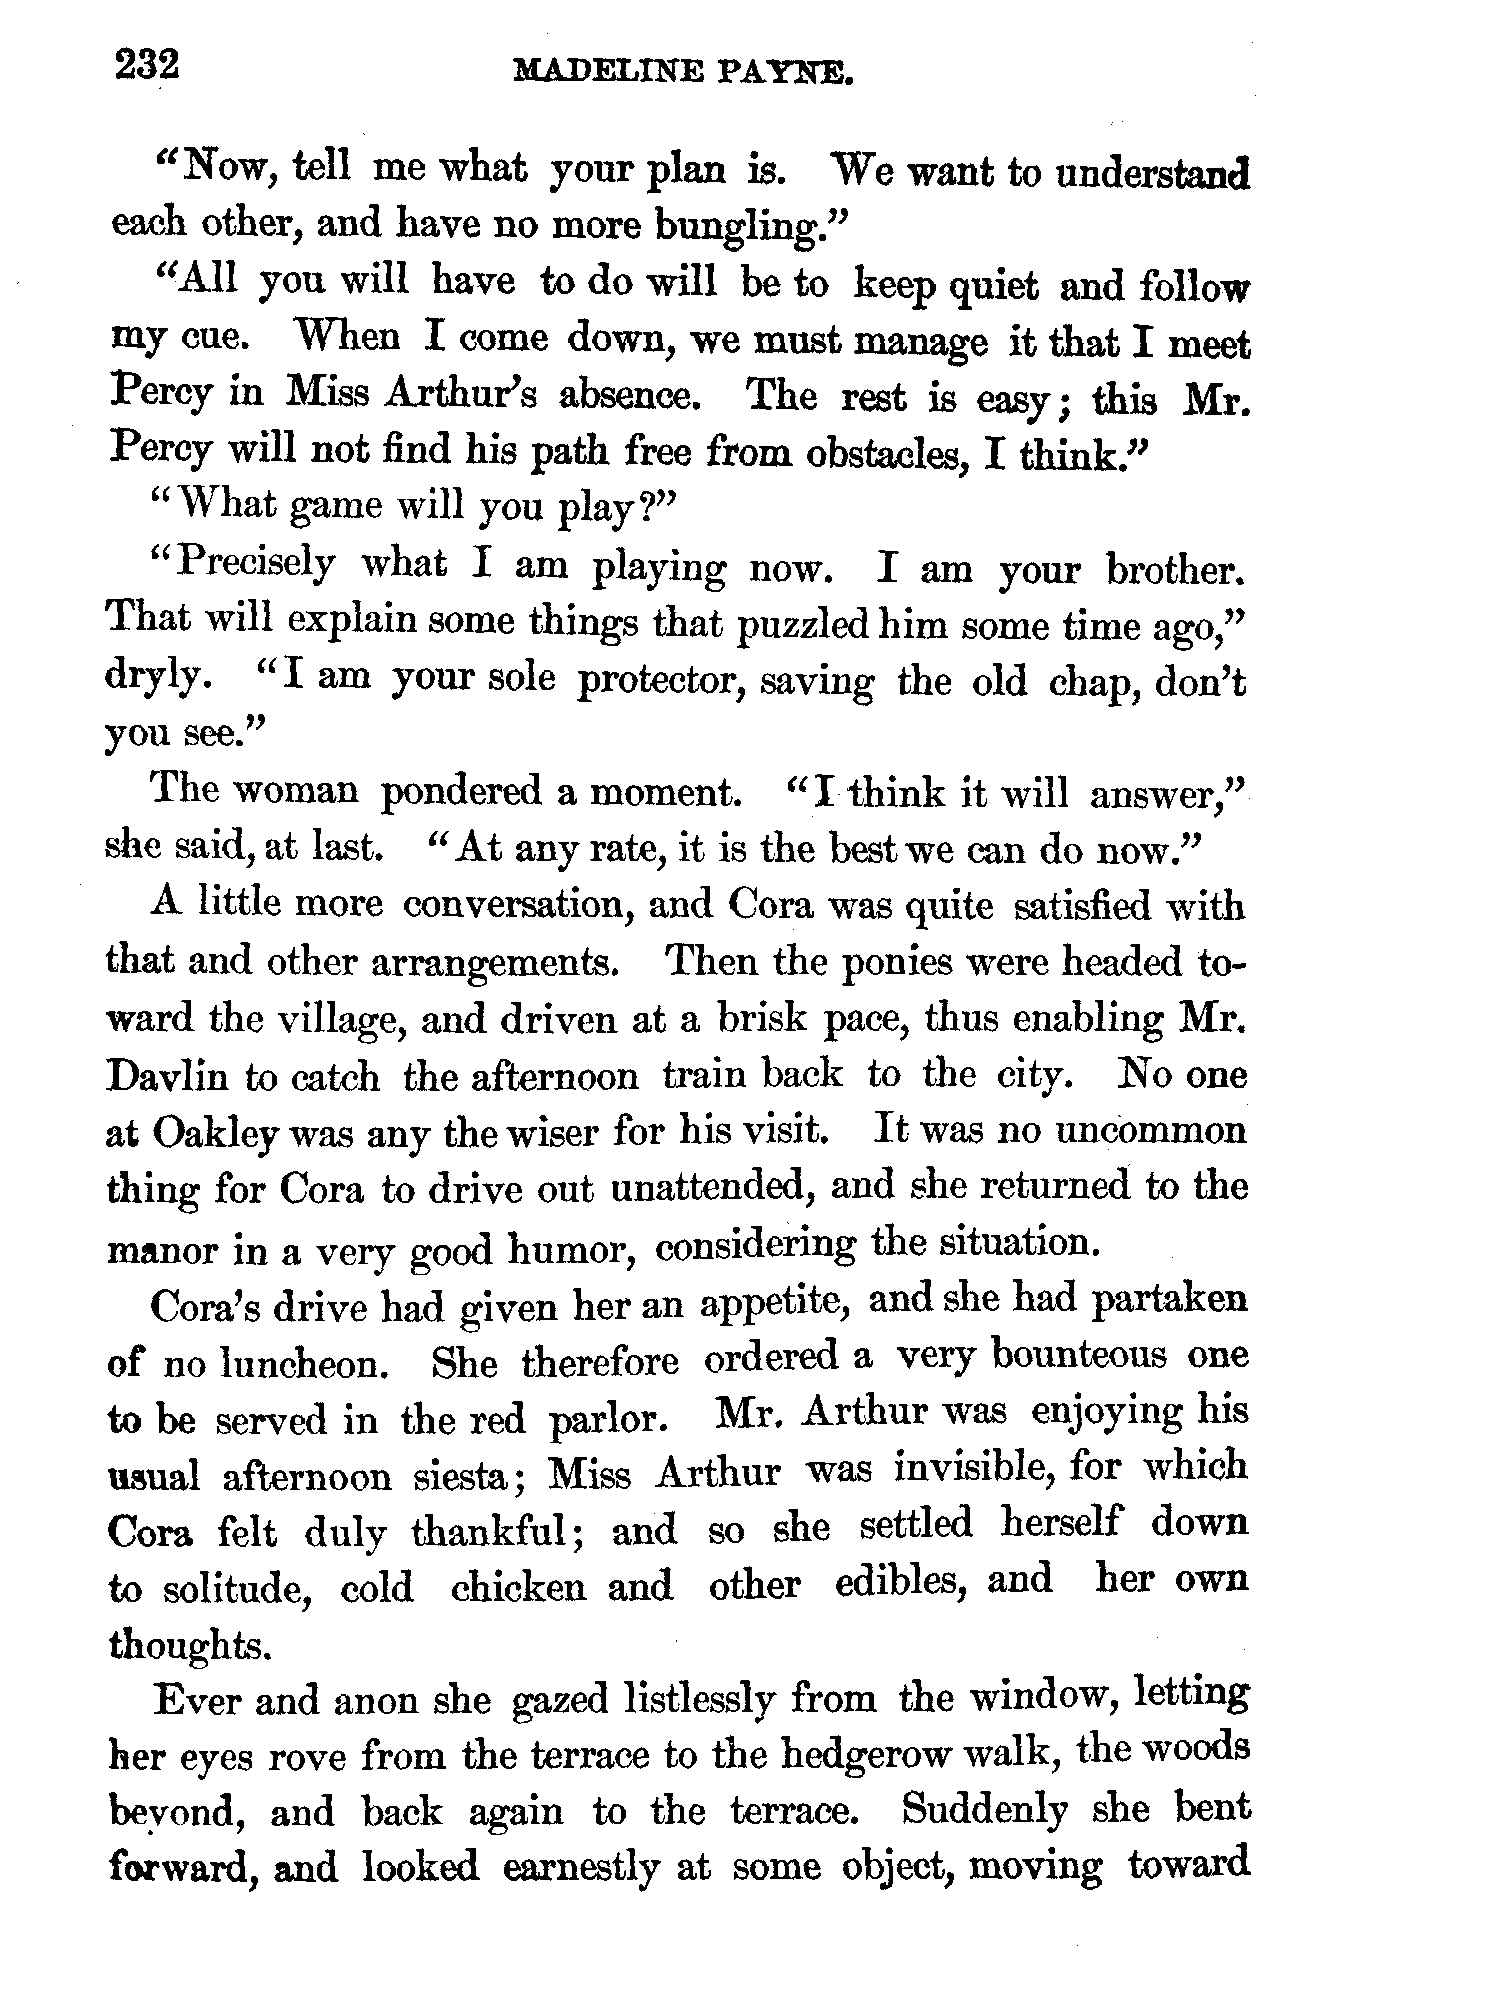 232 MADELINE PAYNE.
“Now, tell me what your plan is. We want to understand
each other, and have no more bungling.”
“All you will have to do will be to keep quiet and follow
my cue. When I come down, we must manage it that I meet
Percy in Miss Arthur’s absence. The rest is easy; this Mr.
Percy will not find his path free from obstacles, I think.”
“What game will you play?”
“Precisely what I am playing now. I am your brother.
That will explain some things that puzzled him some time ago,”
dryly. “I am your sole protector, saving the old chap, don’t
you see.”
The woman pondered a moment. “I think it will answer,”
she said, at last. “At any rate, it is the best we can do now.”
A little more conversation, and Cora was quite satisfied with
that and other arrangements. Then the ponies were headed to-
ward the village, and driven at a brisk pace, thus enabling Mr.
Davlin to catch the afternoon train back to the city. No one
at Oakley was any the wiser for his visit. It was no uncommon
thing for Cora to drive out unattended, and she returned to the
manor in a very good humor, considering the situation.
Cora’s drive had given her an appetite, and she had partaken
of no luncheon. She therefore ordered a very bounteous one
to be served in the red parlor. Mr. Arthur was enjoying his
usual afternoon siesta; Miss Arthur was invisible, for which
Cora felt duly thankful; and so she settled herself down
to solitude, cold chicken and other edibles, and her own
thoughts.
Ever and anon she gazed listlessly from the window, letting
her eyes rove from the terrace to the hedgerow walk, the woods
beyond, and back again to the terrace. Suddenly she bent
forward, and looked earnestly at some object, moving toward